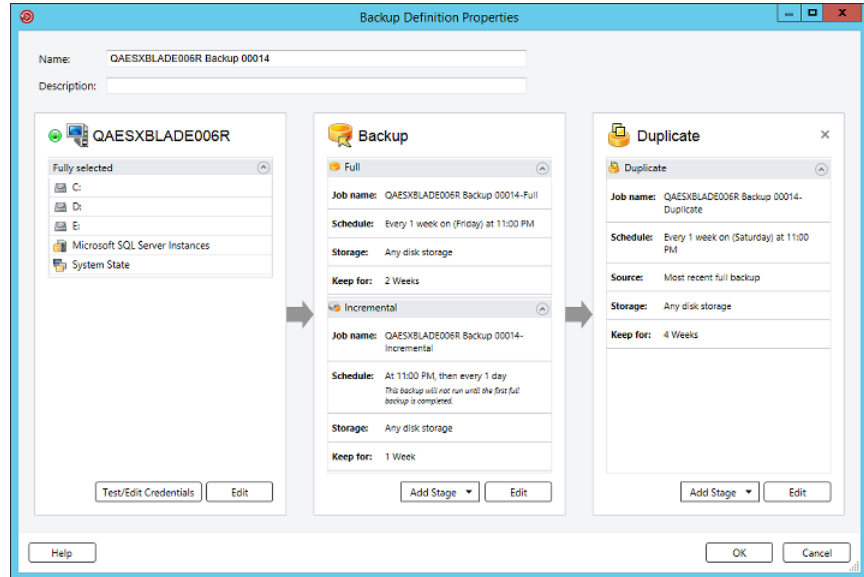 Backup Definition Properties
Name: QAESXBLADE006R Backup 00014
Description:
QAESXBLADE006R
Fully selected
C:
D:
E:
Microsoft SQL Server Instances
System State
Test/Edit Credentials Edit
Backup
Full
Job name: QAESXBLADE006R Backup 00014-Full
Schedule: Every 1 week on (Friday) at 11:00 PM
Storage: Any disk storage
Keep for: 2 Weeks
Incremental
Job name: QAESXBLADE006R Backup 00014-
Incremental
Schedule: At 11:00 PM, then every 1 day
This backup will not run until the first full
backup is completed.
Storage: Any disk storage
Keep for: 1 Week
Add Stage Edit
Duplicate
Duplicate
Job name: QAESXBLADE006R Backup 00014-
Duplicate
Schedule: Every 1 week on (Saturday) at 11:00
PM
Source: Most recent full backup
Storage: Any disk storage
Keep for: 4 Weeks
Add Stage Edit
Help OK Cancel